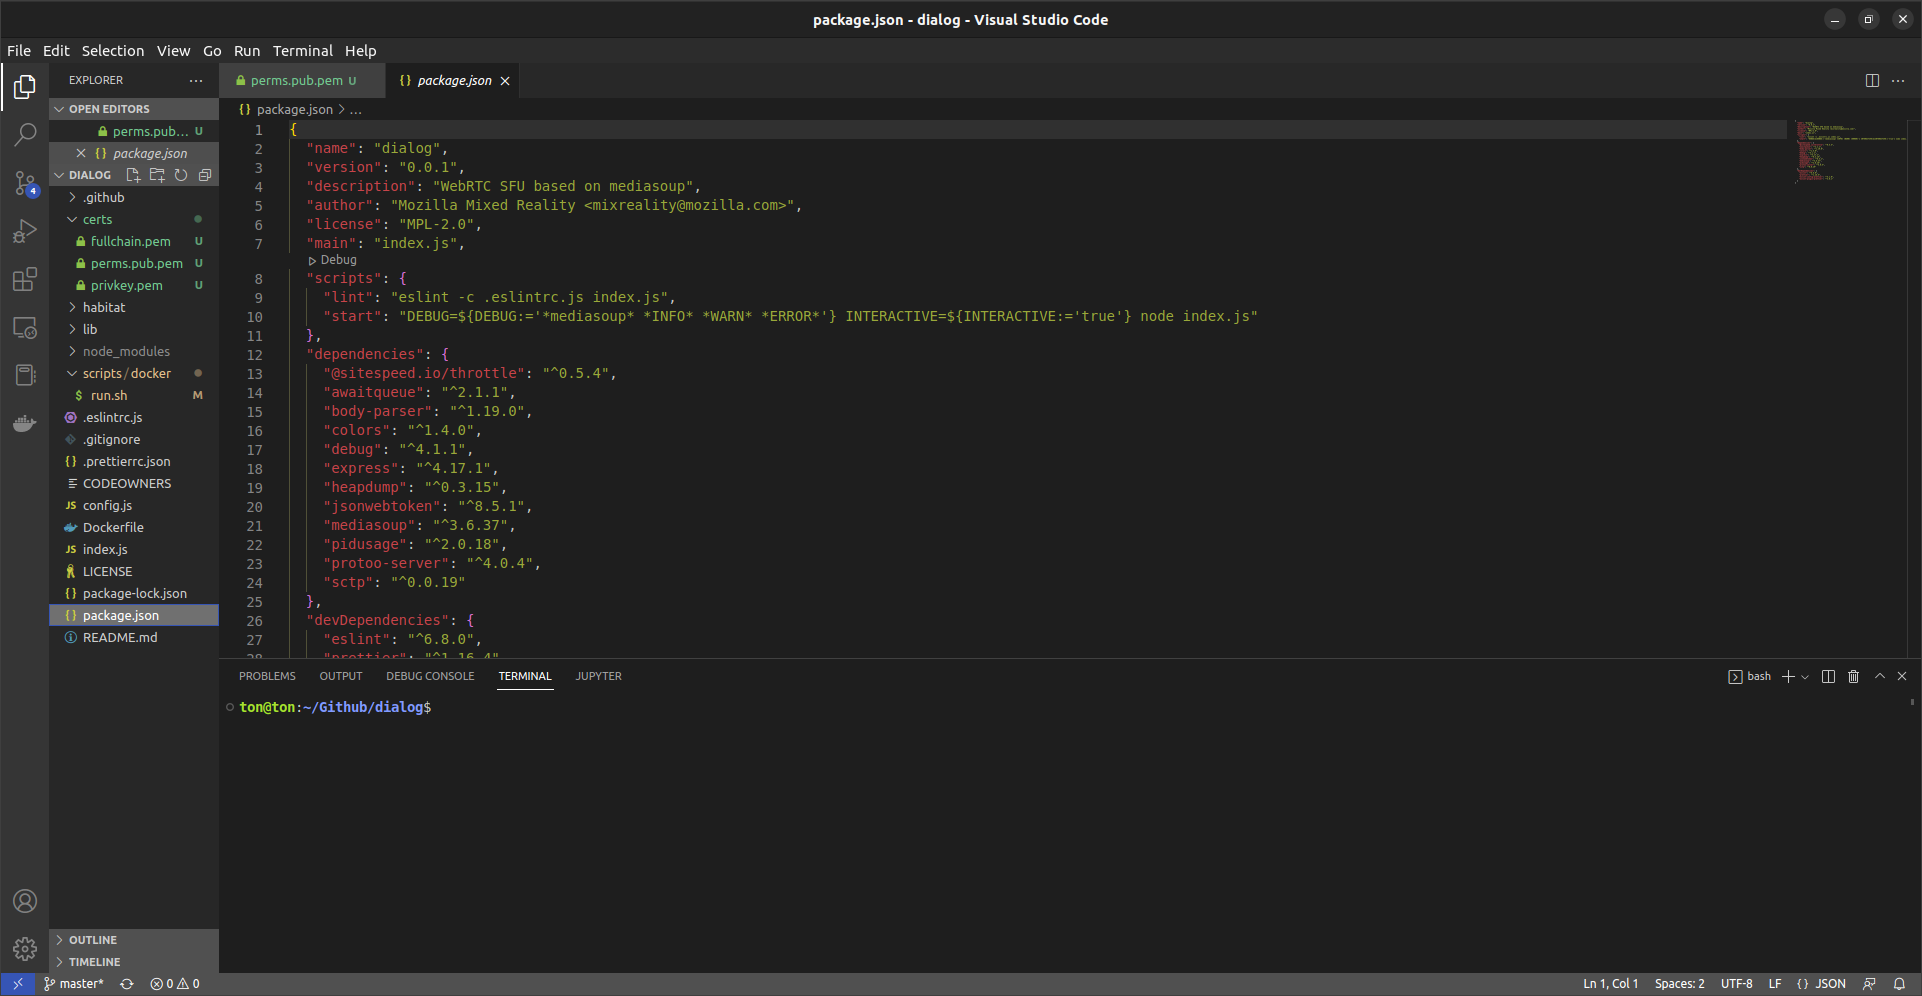 package.json - dialog - Visual Studio Code
File Edit Selection View Go Run Terminal Help
EXPLORER
OPEN EDITORS
perms.pub... U
package.json
DIALOG
.github
certs
fullchain.pem U
perms.pub.pem U
privkey.pem U
habitat
lib
node_modules
scripts / docker
$ run.sh M
.eslintrc.js
.gitignore
{} .prettierrc.json
CODEOWNERS
JS config.js
Dockerfile
JS index.js
LICENSE
{} package-lock.json
{} package.json
README.md
OUTLINE
TIMELINE
4
perms.pub.pem U
{} package.json
{} package.json > ...
1 {
2 "name": "dialog",
3 "version": "0.0.1",
4 "description": "WebRTC SFU based on mediasoup",
5 "author": "Mozilla Mixed Reality <mixreality@mozilla.com>",
6 "license": "MPL-2.0",
7 "main": "index.js",
Debug
8 "scripts": {
9 "lint": "eslint -c .eslintrc.js index.js",
10 "start": "DEBUG=${DEBUG:='*mediasoup* *INFO* *WARN* *ERROR*'} INTERACTIVE=${INTERACTIVE:='true'} node index.js"
11 },
12 "dependencies": {
13 "@sitespeed.io/throttle": "^0.5.4",
14 "awaitqueue": "^2.1.1",
15 "body-parser": "^1.19.0",
16 "colors": "^1.4.0",
17 "debug": "^4.1.1",
18 "express": "^4.17.1",
19 "heapdump": "^0.3.15",
20 "jsonwebtoken": "^8.5.1",
21 "mediasoup": "^3.6.37",
22 "pidusage": "^2.0.18",
23 "protoo-server": "^4.0.4",
24 "sctp": "^0.0.19"
25 },
26 "devDependencies": {
27 "eslint": "^6.8.0",
28 "prettier": "^1.16.4"
PROBLEMS OUTPUT DEBUG CONSOLE TERMINAL JUPYTER
bash
ton@ton:~/Github/dialog$
master* 0 0
Ln 1, Col 1 Spaces: 2 UTF-8 LF {} JSON